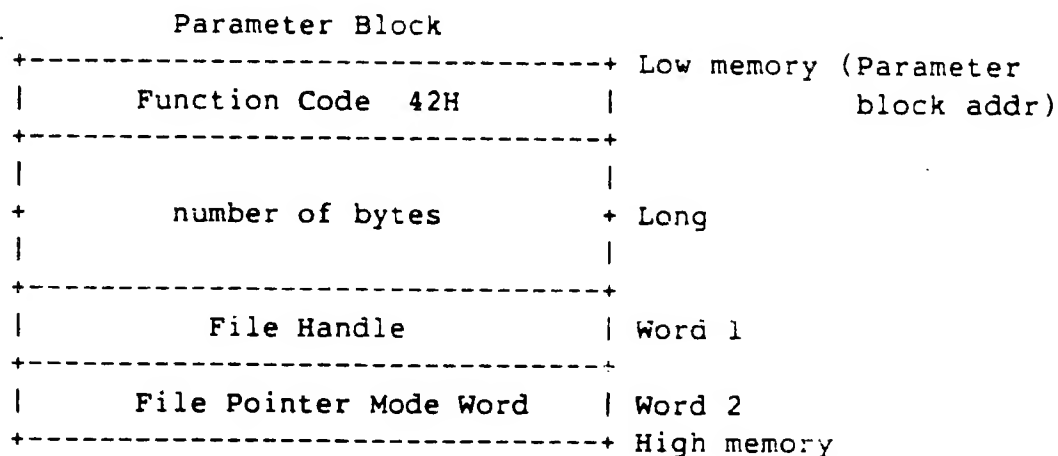 Parameter Block
Low memory (Parameter
Function Code 42H block addr)
number of bytes Long
File Handle Word 1
File Pointer Mode Word Word 2
High memory